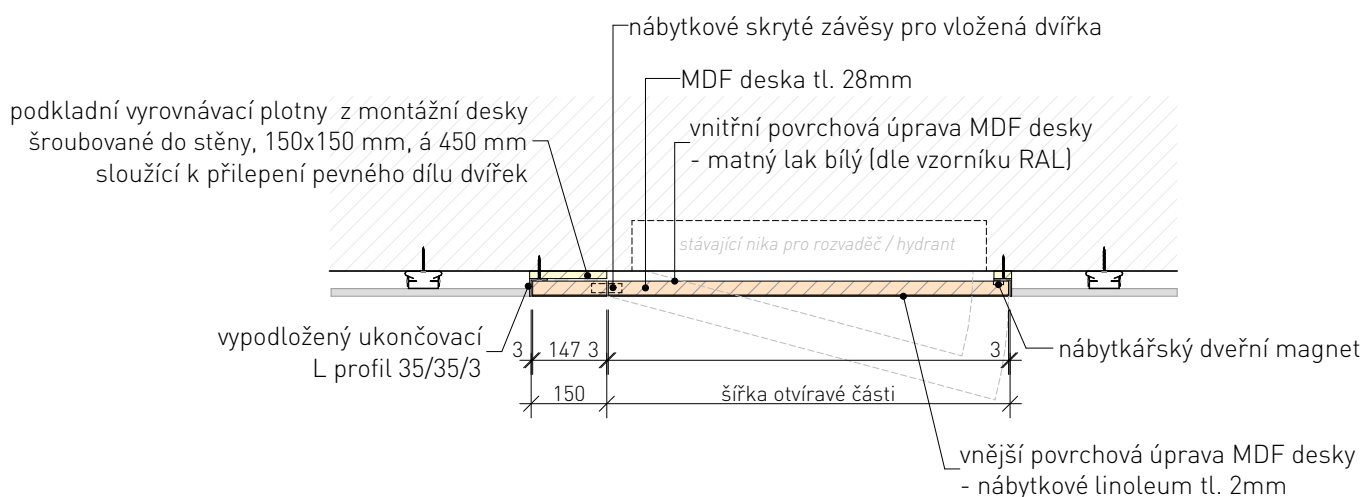 nábytkové skryté závěsy pro vložená dvířka
MDF deska tl. 28mm
podkladní vyrovnávací plotny z montážní desky
šroubované do stěny, 150x150 mm, á 450 mm
sloužící k přilepení pevného dílu dvířek
vnitřní povrchová úprava MDF desky
- matný lak bílý (dle vzorníku RAL)
stávající nika pro rozvaděč / hydrant
vypodložený ukončovací
L profil 35/35/3
3 147 3 3
nábytkářský dveřní magnet
150 šířka otvíravé části
vnější povrchová úprava MDF desky
- nábytkové linoleum tl. 2mm